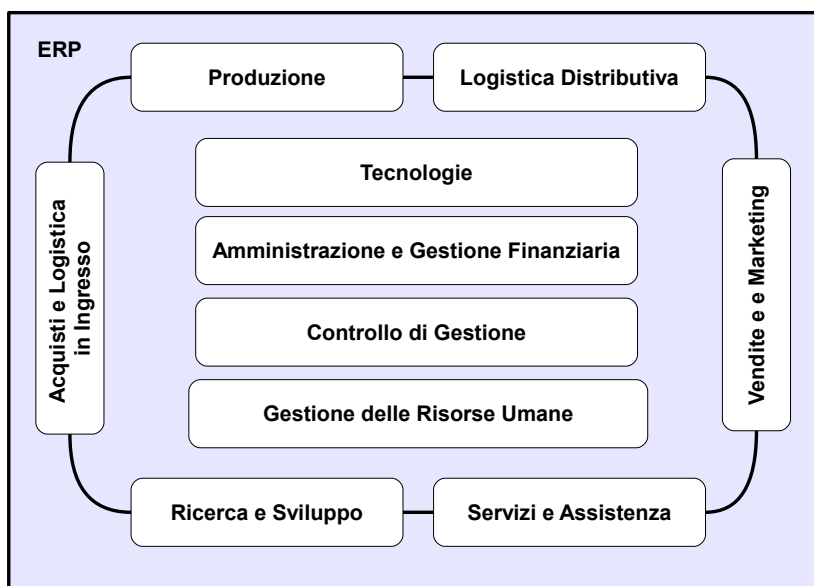 ERP
Produzione
Logistica Distributiva
Acquisti e Logistica
in Ingresso
Tecnologie
Amministrazione e Gestione Finanziaria
Controllo di Gestione
Gestione delle Risorse Umane
Vendite e e Marketing
Ricerca e Sviluppo
Servizi e Assistenza